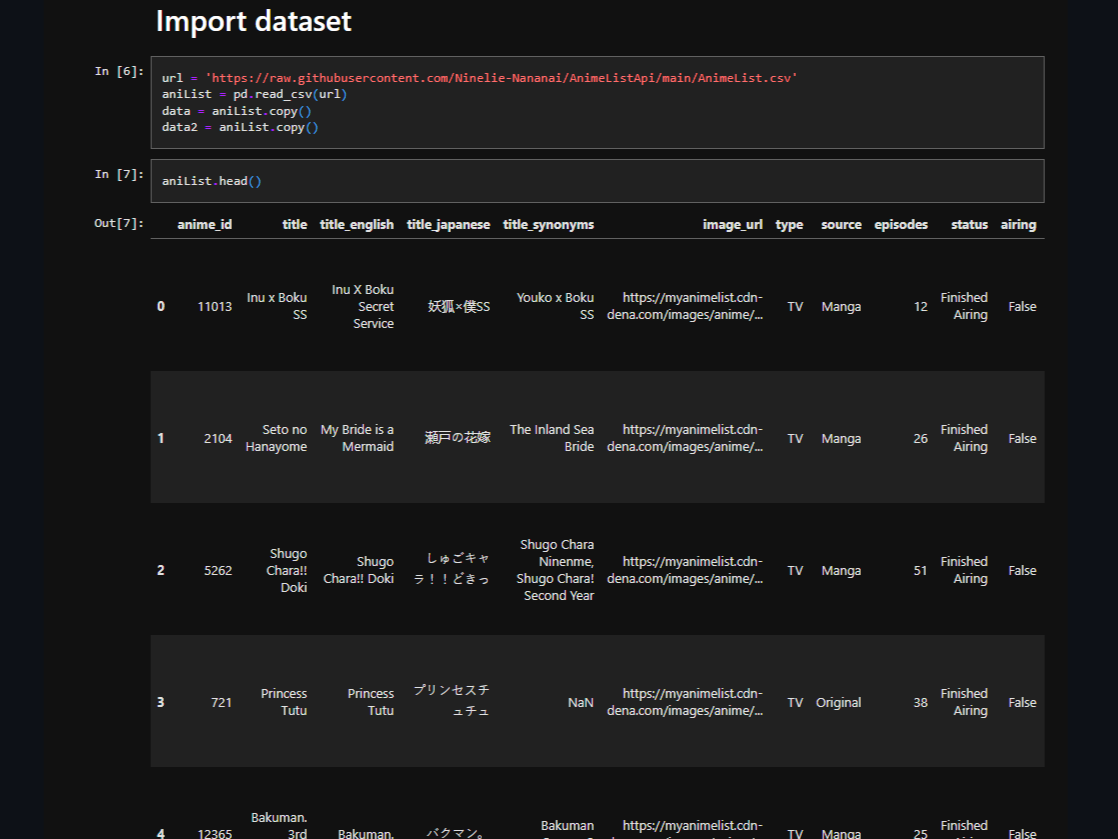 Import dataset
In [6]:
url = 'https://raw.githubusercontent.com/Ninelie-Nananai/AnimeListApi/main/AnimeList.csv'
aniList = pd.read_csv(url)
data = aniList.copy()
data2 = aniList.copy()
In [7]:
aniList.head()
Out[7]:
anime_id title title_english title_japanese title_synonyms image_url type source episodes status airing
0 11013 Inu x Boku SS Inu X Boku Secret Service 妖狐×僕SS Youko x Boku SS https://myanimelist.cdn-dena.com/images/anime/... TV Manga 12 Finished Airing False
1 2104 Seto no Hanayome My Bride is a Mermaid 瀬戸の花嫁 The Inland Sea Bride https://myanimelist.cdn-dena.com/images/anime/... TV Manga 26 Finished Airing False
2 5262 Shugo Chara!! Doki Shugo Chara!! Doki しゅごキャラ！！どきっ Shugo Chara Ninenme, Shugo Chara! Second Year https://myanimelist.cdn-dena.com/images/anime/... TV Manga 51 Finished Airing False
3 721 Princess Tutu Princess Tutu プリンセスチュチュ NaN https://myanimelist.cdn-dena.com/images/anime/... TV Original 38 Finished Airing False
4 12365 Bakuman. 3rd Bakuman. バクマン。 Bakuman https://myanimelist.cdn- TV Manga 25 Finished False